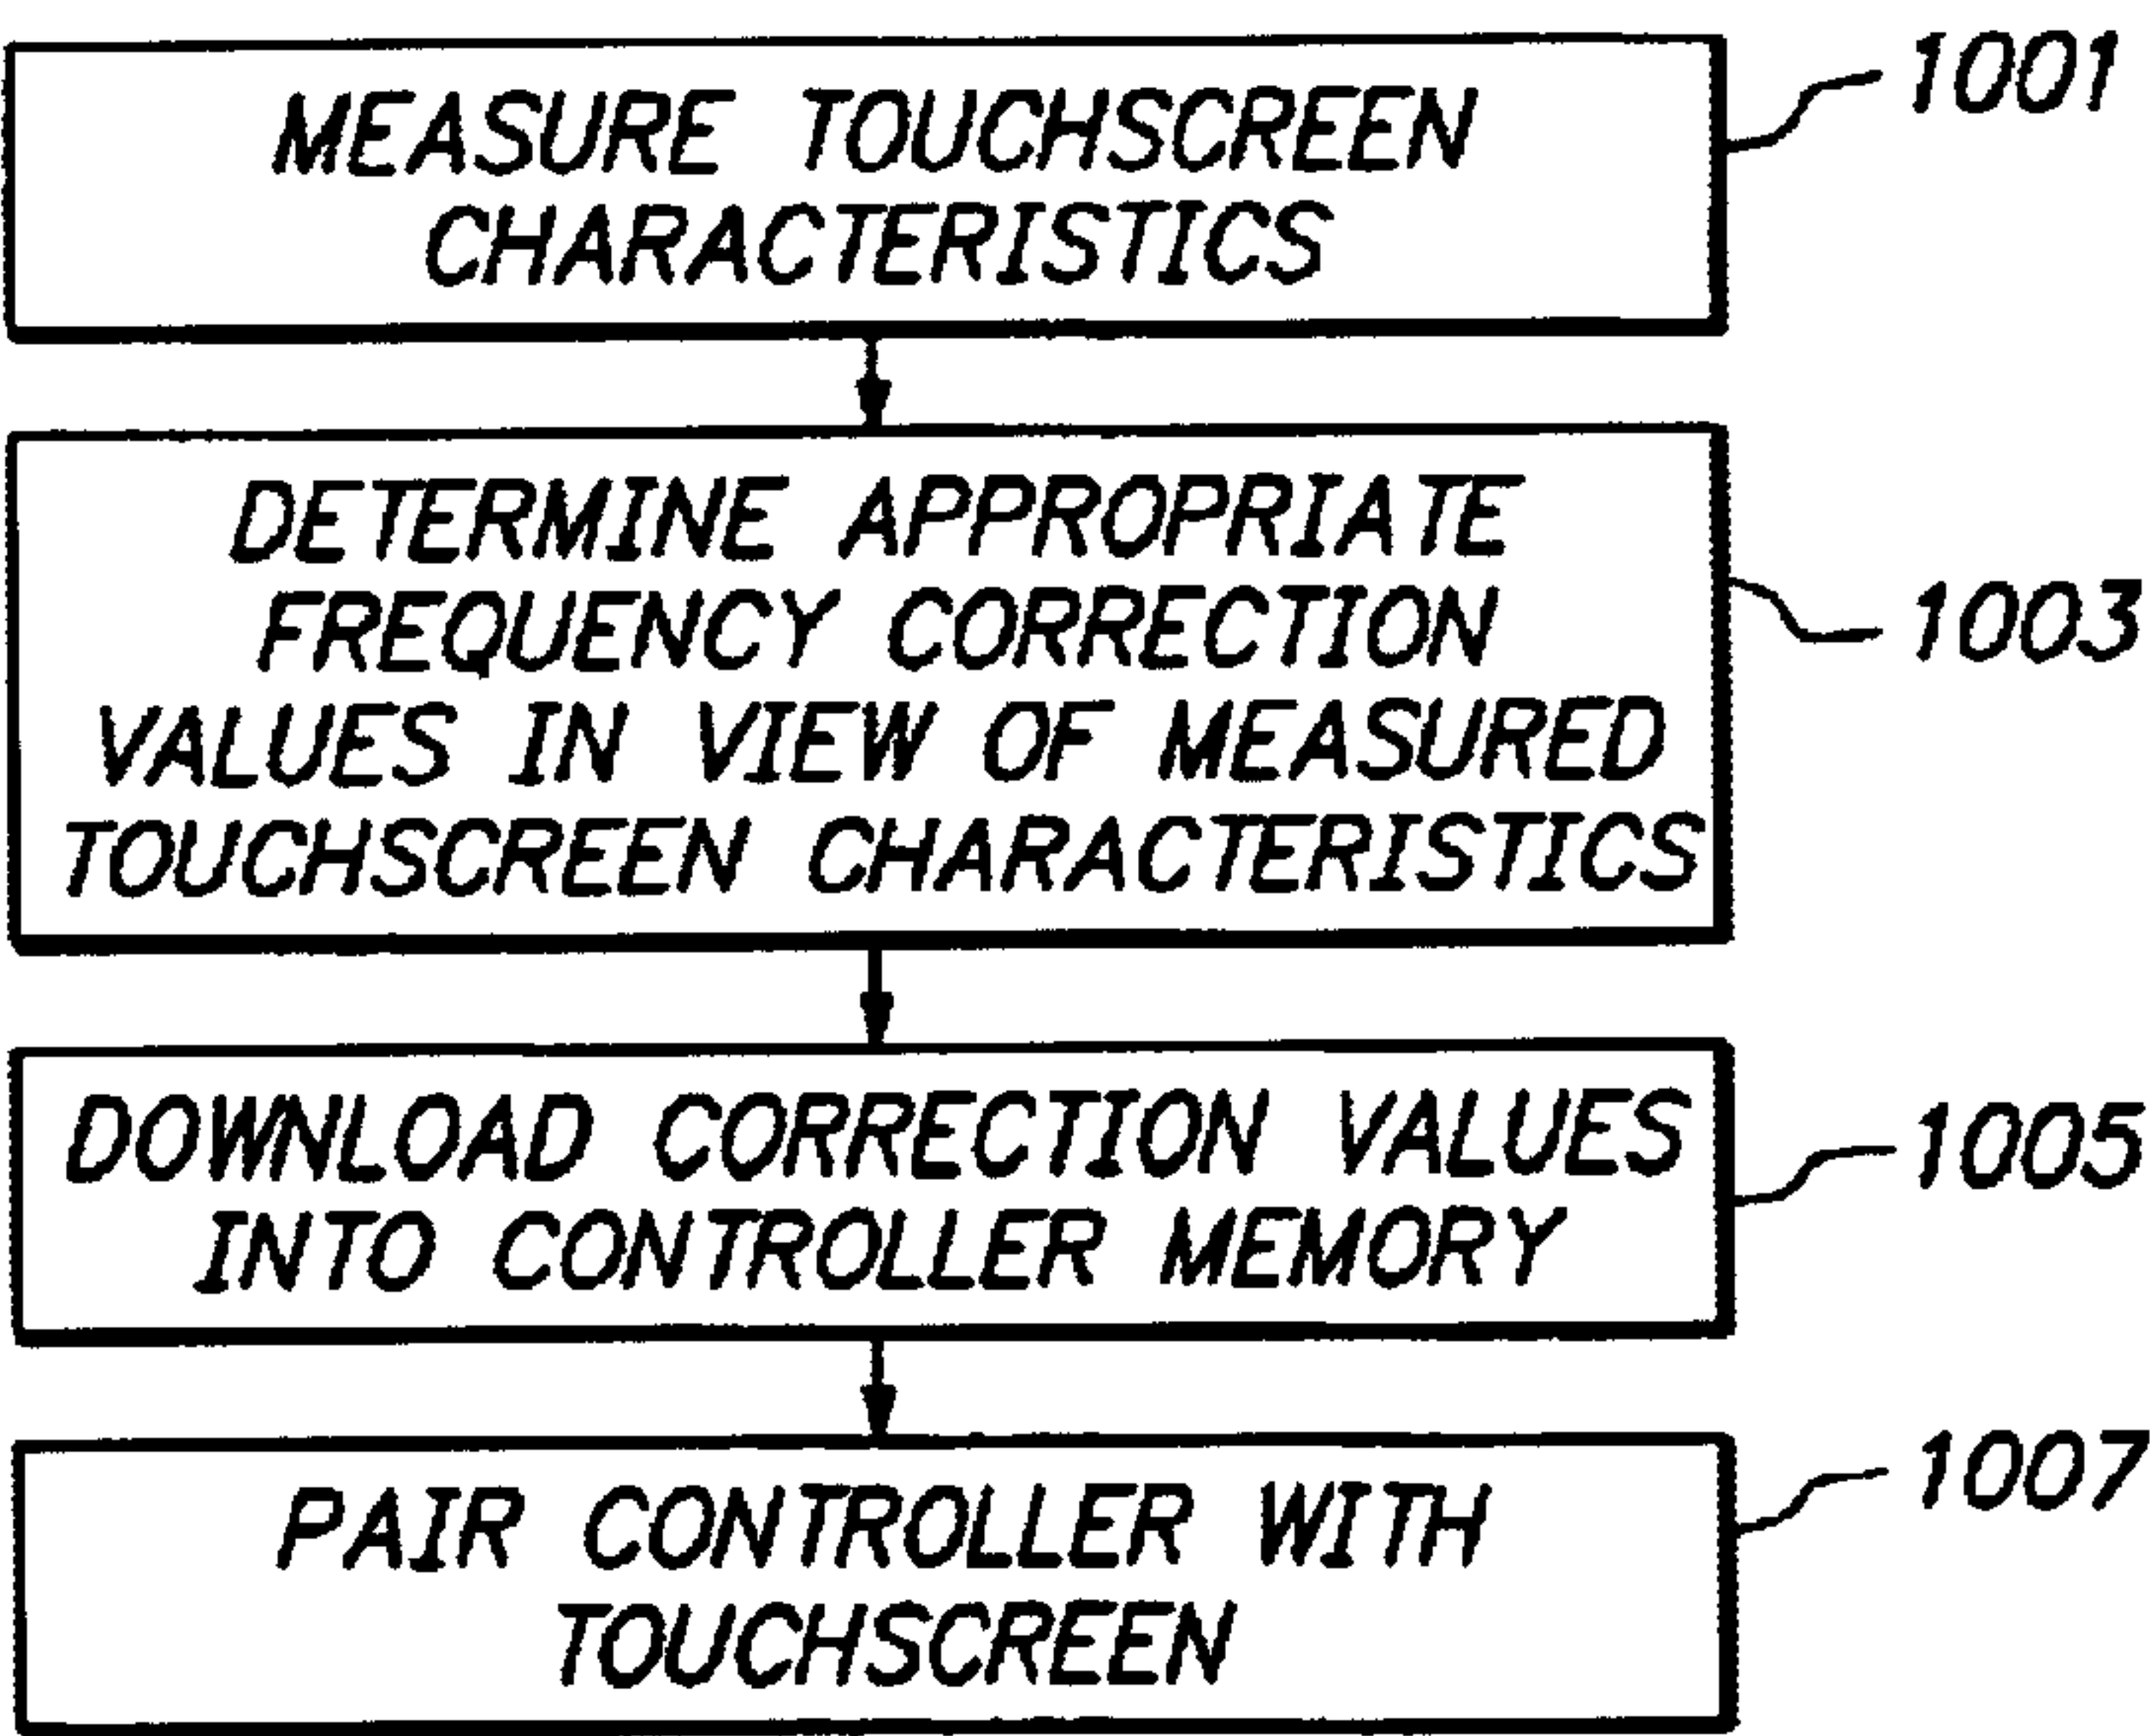 MEASURE TOUCHSCREEN
CHARACTERISTICS
1001
DETERMINE APPROPRIATE
FREQUENCY CORRECTION
VALUES IN VIEW OF MEASURED
TOUCHSCREEN CHARACTERISTICS
1003
DOWNLOAD CORRECTION VALUES
INTO CONTROLLER MEMORY
1005
PAIR CONTROLLER WITH
TOUCHSCREEN
1007